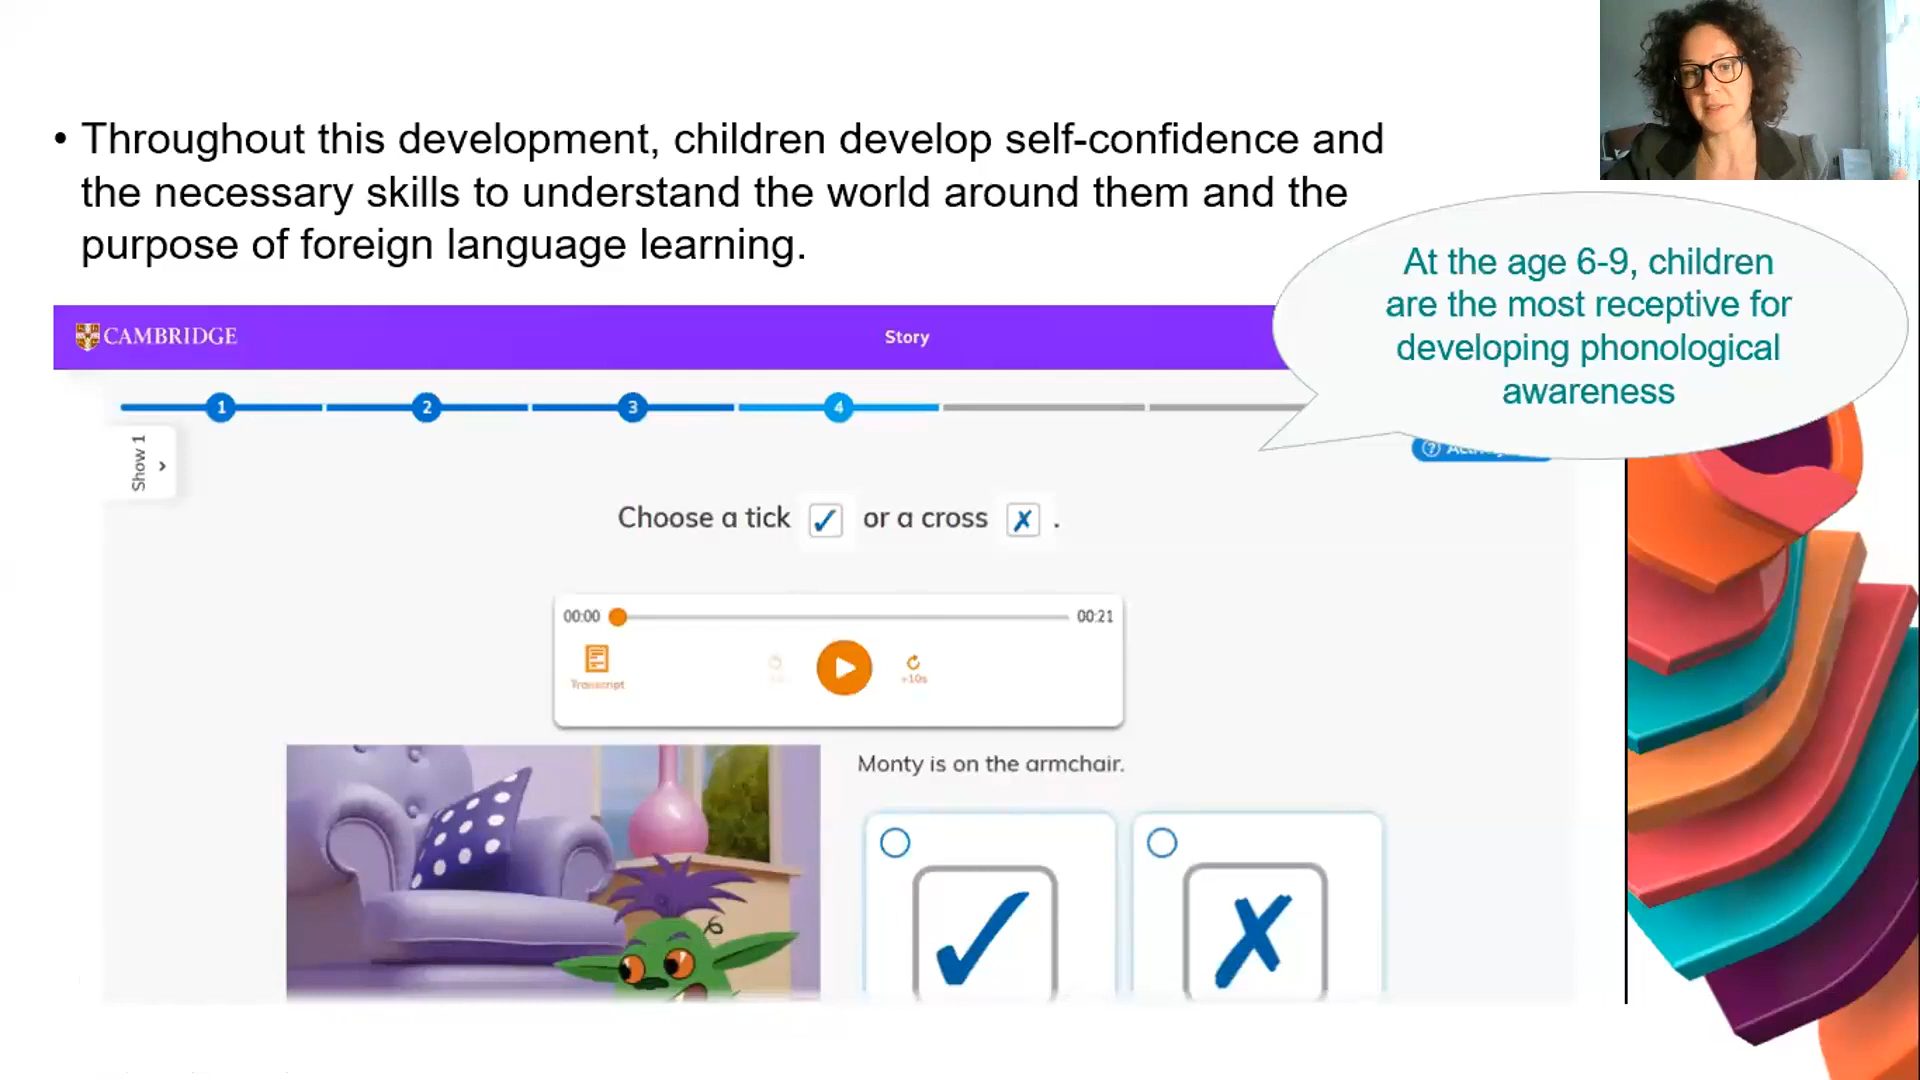 • Throughout this development, children develop self-confidence and
the necessary skills to understand the world around them and the
purpose of foreign language learning.
At the age 6-9, children
are the most receptive for
developing phonological
awareness
CAMBRIDGE
Story
1
2
3
4
Show 1
Choose a tick ✓ or a cross ✗ .
00:00
00:21
Transcript
+10s
Monty is on the armchair.